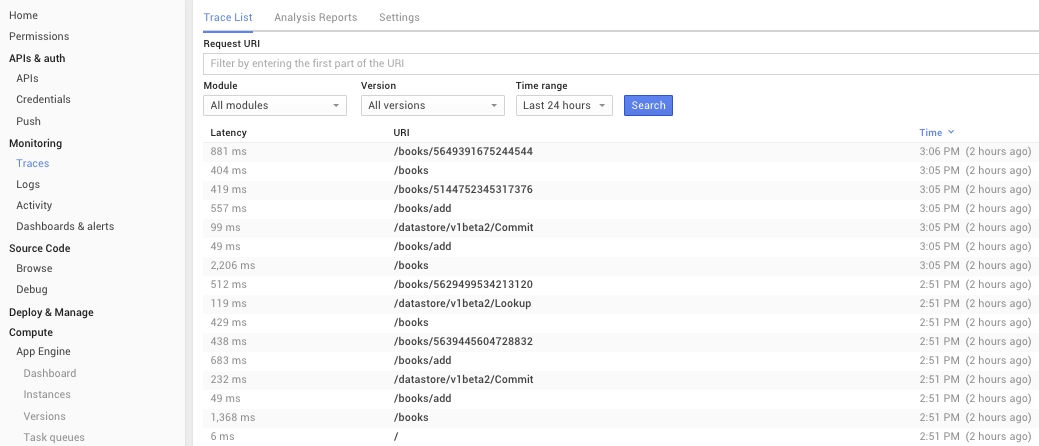 Home
Permissions
APIs & auth
APIs
Credentials
Push
Monitoring
Traces
Logs
Activity
Dashboards & alerts
Source Code
Browse
Debug
Deploy & Manage
Compute
App Engine
Dashboard
Instances
Versions
Task queues
Trace List Analysis Reports Settings
Request URI
Filter by entering the first part of the URI
Module Version Time range
All modules All versions Last 24 hours Search
Latency URI Time
881 ms /books/5649391675244544 3:06 PM (2 hours ago)
404 ms /books 3:05 PM (2 hours ago)
419 ms /books/5144752345317376 3:05 PM (2 hours ago)
557 ms /books/add 3:05 PM (2 hours ago)
99 ms /datastore/v1beta2/Commit 3:05 PM (2 hours ago)
49 ms /books/add 3:05 PM (2 hours ago)
2,206 ms /books 3:05 PM (2 hours ago)
512 ms /books/5629499534213120 2:51 PM (2 hours ago)
119 ms /datastore/v1beta2/Lookup 2:51 PM (2 hours ago)
429 ms /books 2:51 PM (2 hours ago)
438 ms /books/5639445604728832 2:51 PM (2 hours ago)
683 ms /books/add 2:51 PM (2 hours ago)
232 ms /datastore/v1beta2/Commit 2:51 PM (2 hours ago)
49 ms /books/add 2:51 PM (2 hours ago)
1,368 ms /books 2:51 PM (2 hours ago)
6 ms / 2:51 PM (2 hours ago)